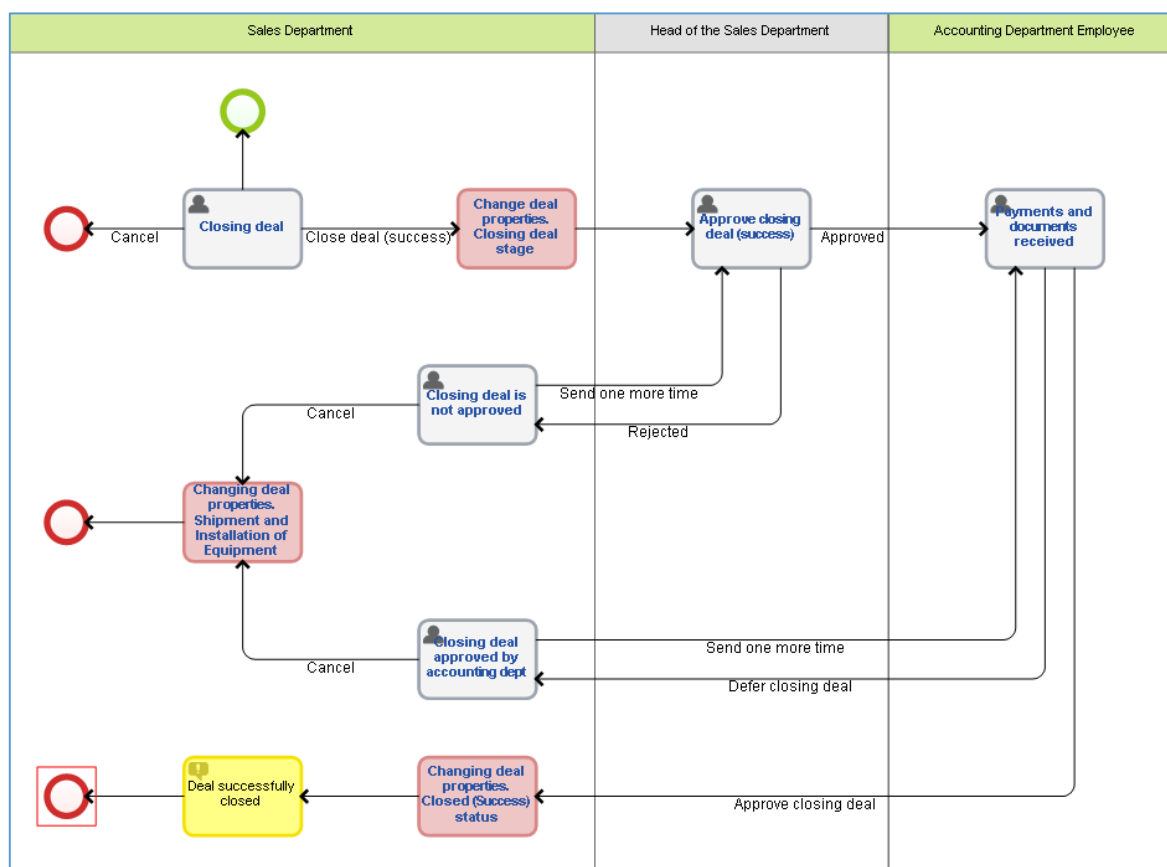 Sales Department
Head of the Sales Department
Accounting Department Employee
Cancel
Closing deal
Close deal (success)
Change deal
properties.
Closing deal
stage
Approve closing
deal (success)
Approved
Payments and
documents
received
Closing deal is
not approved
Send one more time
Rejected
Cancel
Changing deal
properties.
Shipment and
Installation of
Equipment
Closing deal
approved by
accounting dept
Send one more time
Defer closing deal
Cancel
Deal successfully
closed
Changing deal
properties.
Closed (Success)
status
Approve closing deal